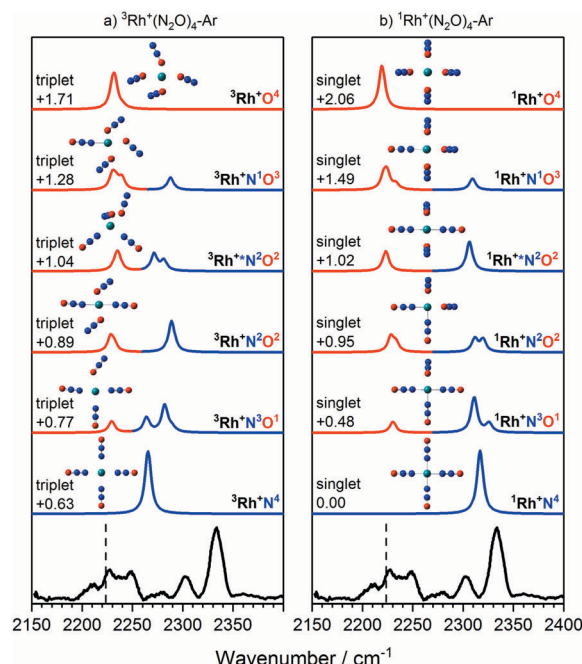 a) ³Rh⁺(N₂O)₄-Ar
triplet
+1.71
³Rh⁺O⁴
triplet
+1.28
³Rh⁺N¹O³
triplet
+1.04
³Rh⁺*N²O²
triplet
+0.89
³Rh⁺N²O²
triplet
+0.77
³Rh⁺N³O¹
triplet
+0.63
³Rh⁺N⁴
2150 2200 2250 2300 2350 2400
b) ¹Rh⁺(N₂O)₄-Ar
singlet
+2.06
¹Rh⁺O⁴
singlet
+1.49
¹Rh⁺N¹O³
singlet
+1.02
¹Rh⁺*N²O²
singlet
+0.95
¹Rh⁺N²O²
singlet
+0.48
¹Rh⁺N³O¹
singlet
0.00
¹Rh⁺N⁴
2150 2200 2250 2300 2350 2400
Wavenumber / cm⁻¹